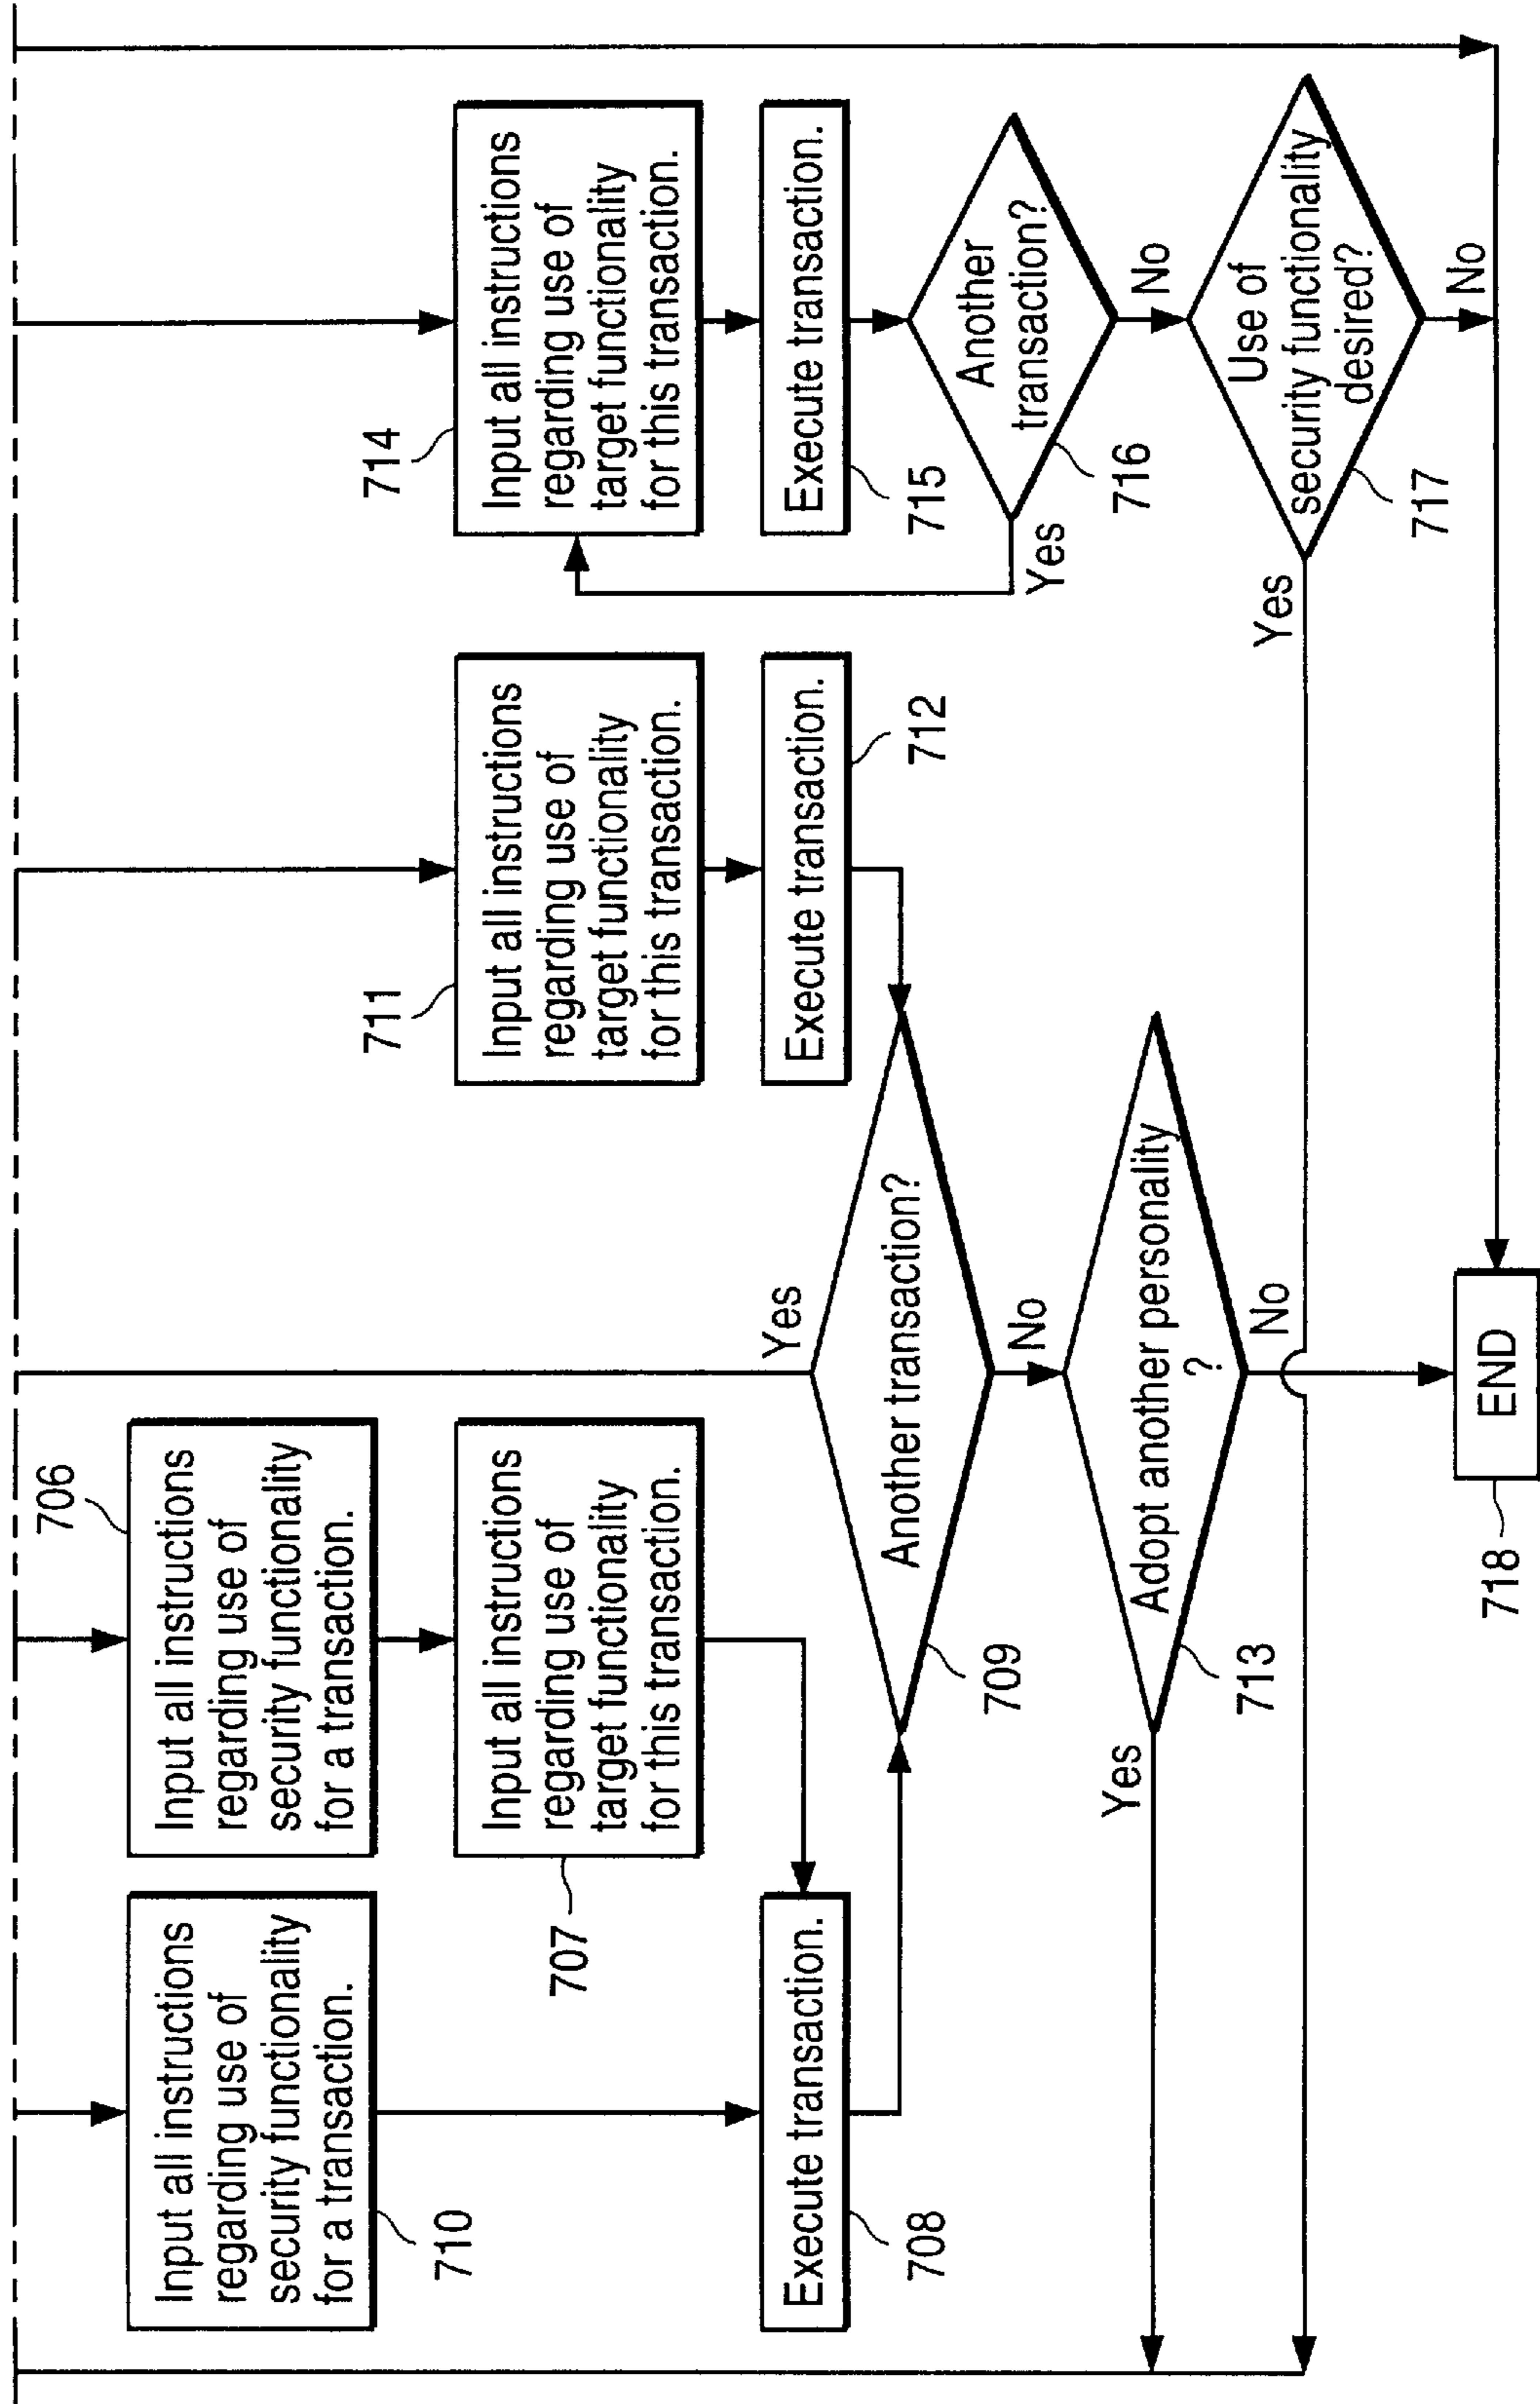 706
Input all instructions
regarding use of
security functionality
for a transaction.
Input all instructions
regarding use of
security functionality
for a transaction.
710
714
Input all instructions
regarding use of
target functionality
for this transaction.
711
Input all instructions
regarding use of
target functionality
for this transaction.
Input all instructions
regarding use of
target functionality
for this transaction.
707
Execute transaction.
708
Execute transaction.
712
Execute transaction.
715
Yes
Another transaction?
709
No
Another
transaction?
716
Yes
No
Adopt another personality
?
713
Yes
No
Use of
security functionality
desired?
717
Yes
No
END
718